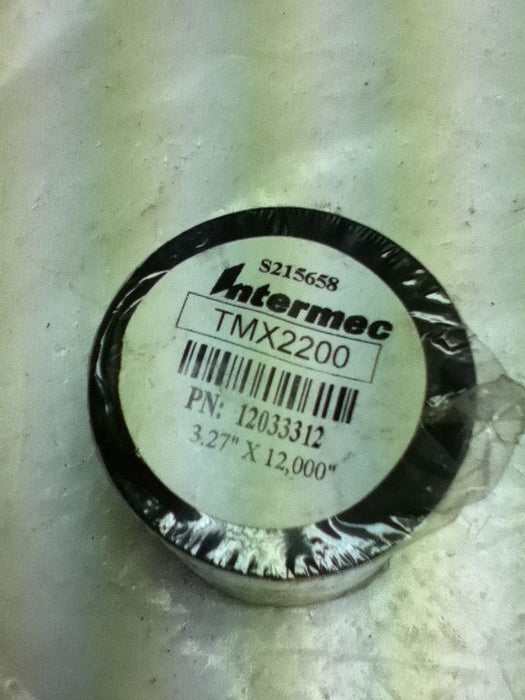 S215658
Intermec
TMX2200
PN: 12033312
3.27" X 12,000"